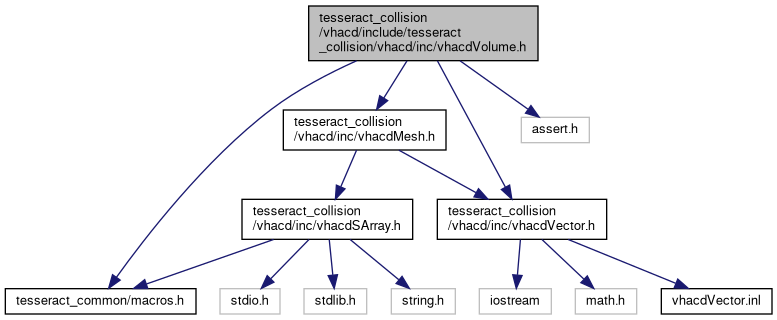 tesseract_collision
/vhacd/include/tesseract
_collision/vhacd/inc/vhacdVolume.h
tesseract_collision
/vhacd/inc/vhacdMesh.h
assert.h
tesseract_collision
/vhacd/inc/vhacdSArray.h
tesseract_collision
/vhacd/inc/vhacdVector.h
tesseract_common/macros.h
stdio.h
stdlib.h
string.h
iostream
math.h
vhacdVector.inl